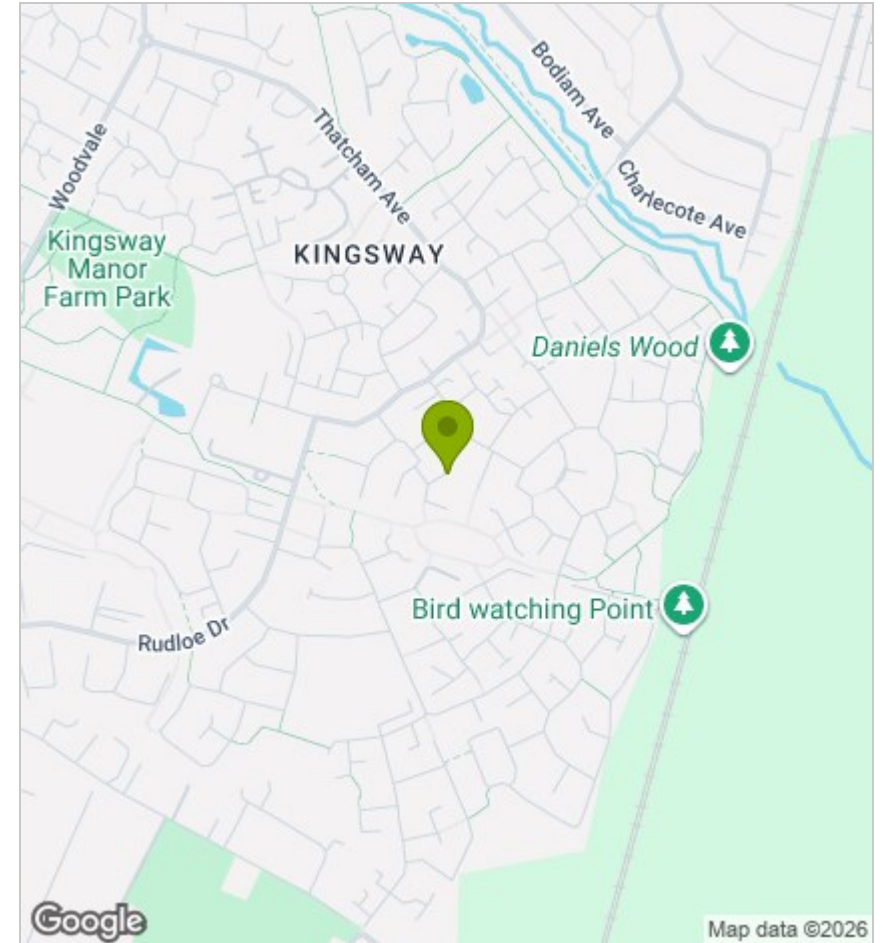 Bodiam Ave
Thatcham Ave
Woodvale
Charlecote Ave
Kingsway
Manor
Farm Park
KINGSWAY
Daniels Wood
Bird watching Point
Rudloe Dr
Google
Map data ©2026